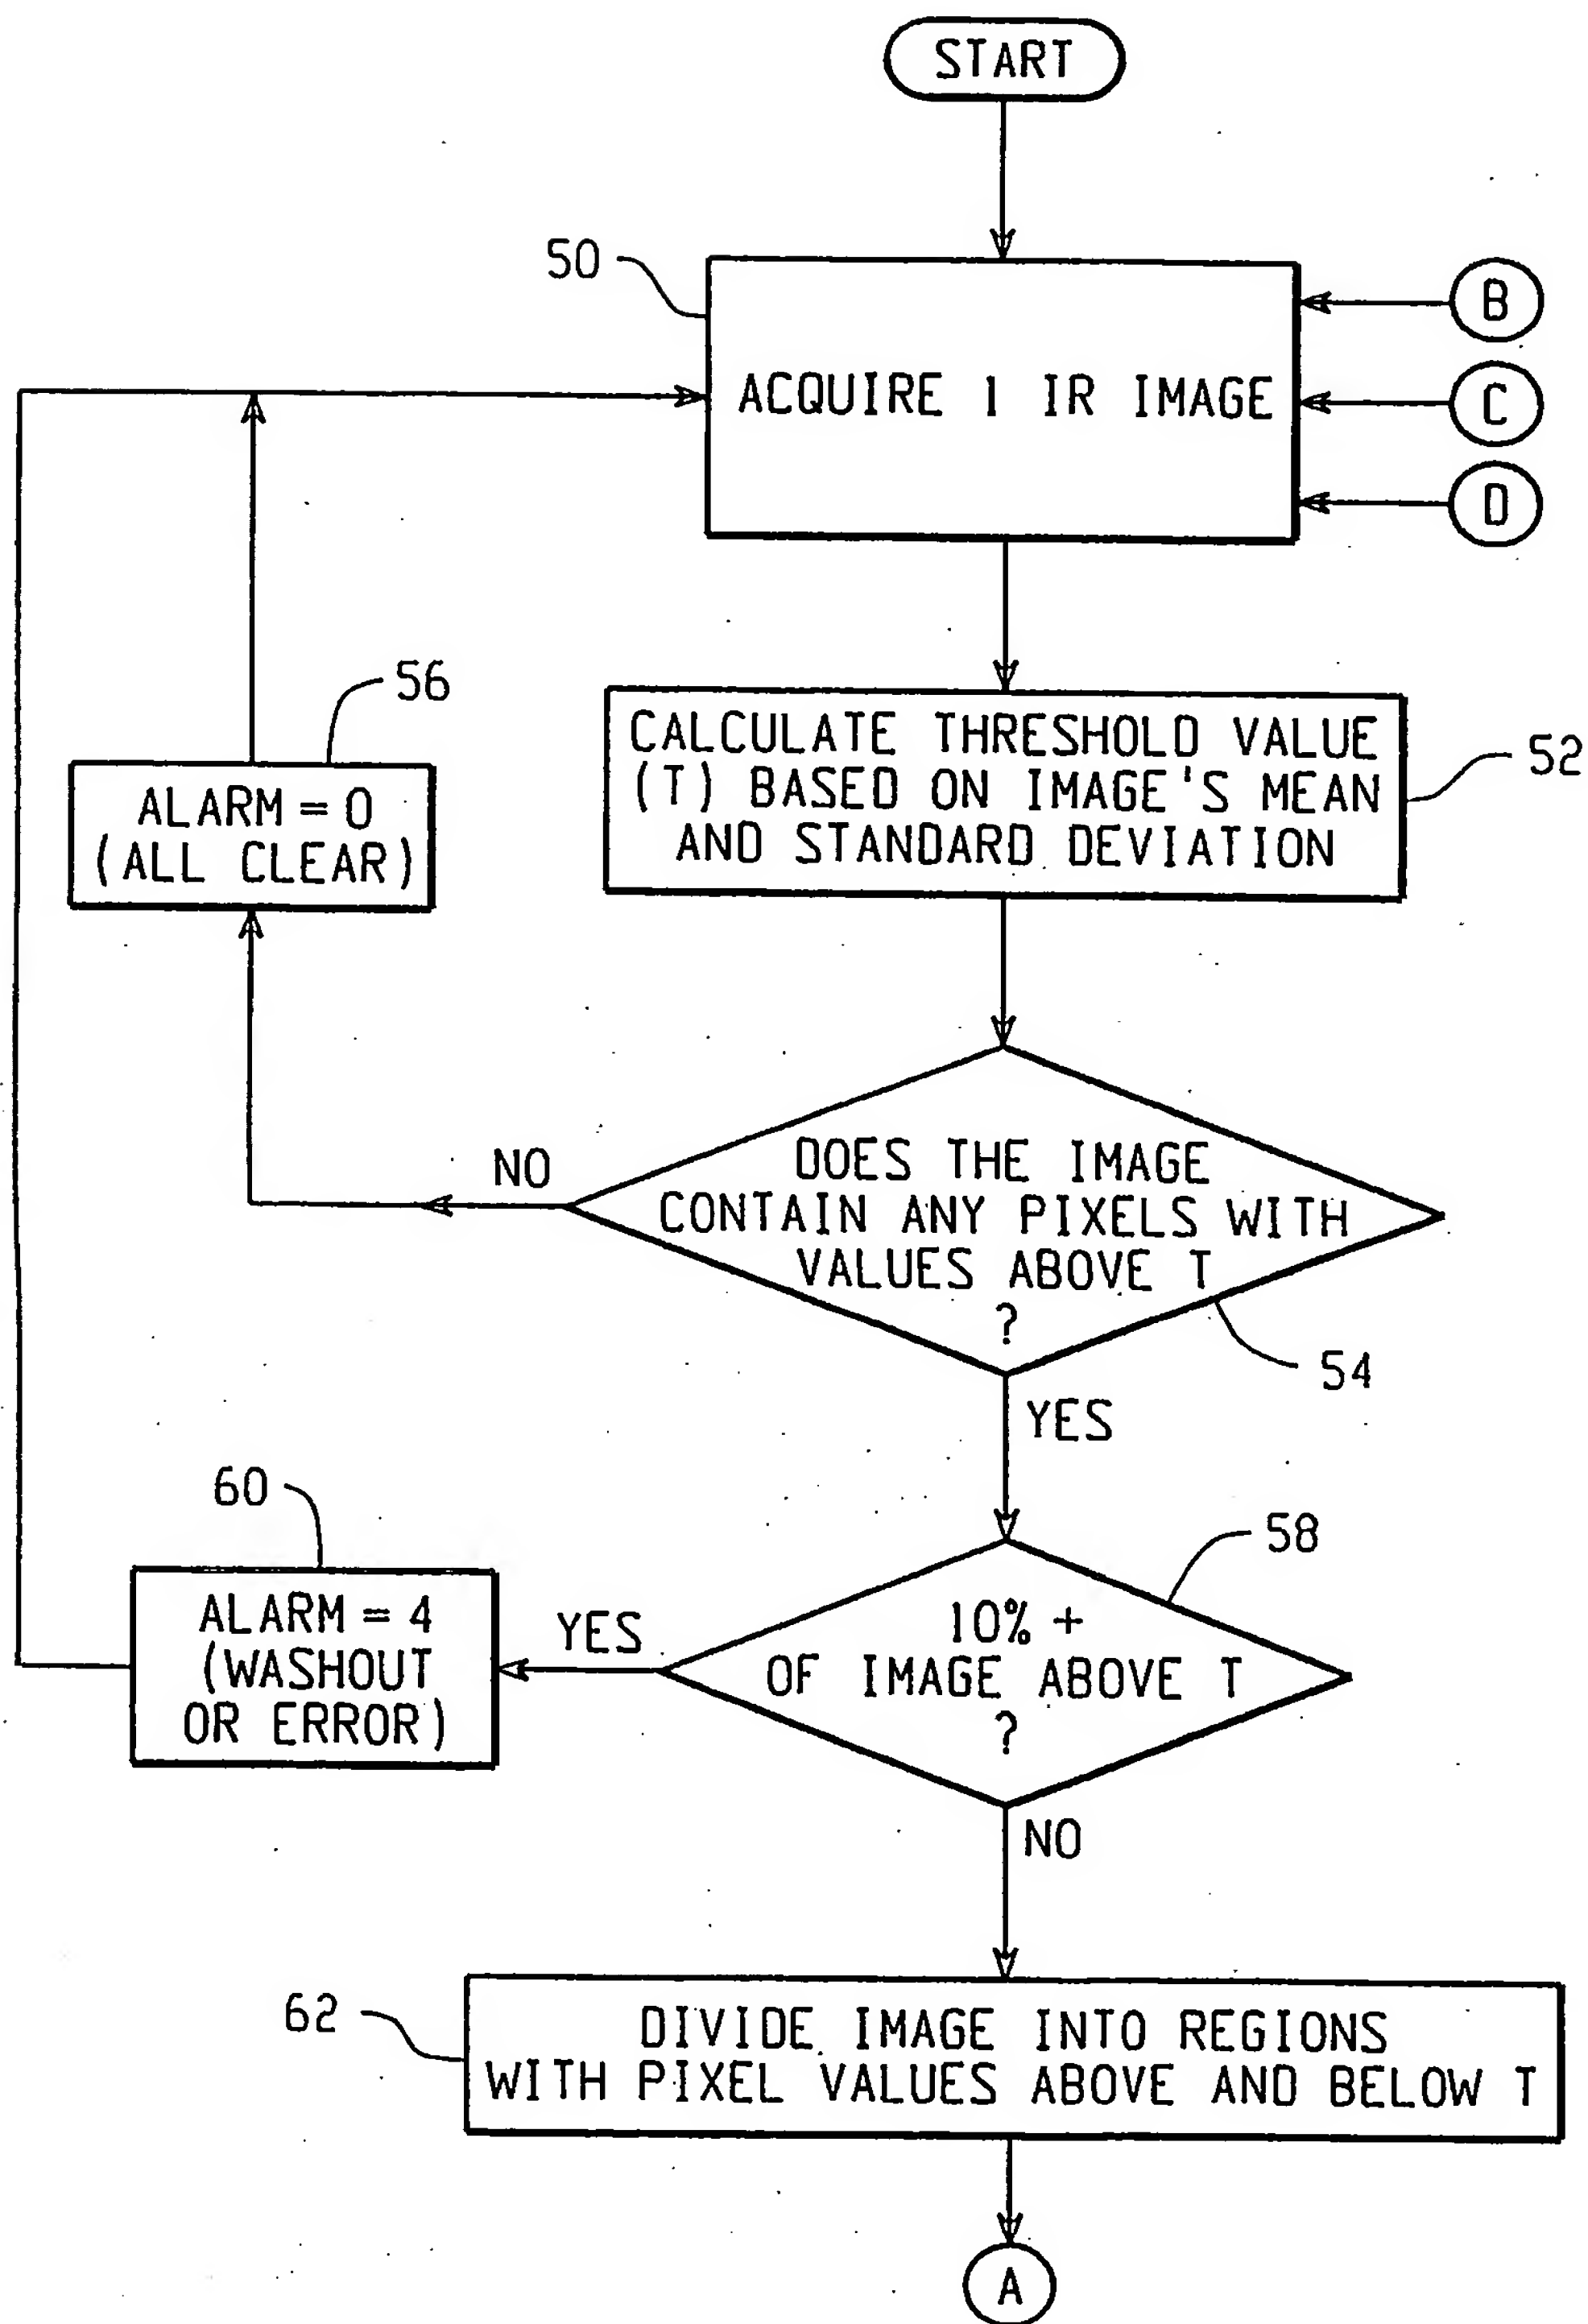 START
50
ACQUIRE 1 IR IMAGE
B
C
D
56
ALARM = 0
(ALL CLEAR)
CALCULATE THRESHOLD VALUE
(T) BASED ON IMAGE'S MEAN
AND STANDARD DEVIATION
52
NO
DOES THE IMAGE
CONTAIN ANY PIXELS WITH
VALUES ABOVE T
?
54
YES
60
ALARM = 4
(WASHOUT
OR ERROR)
YES
58
10% +
OF IMAGE ABOVE T
?
NO
62
DIVIDE IMAGE INTO REGIONS
WITH PIXEL VALUES ABOVE AND BELOW T
A